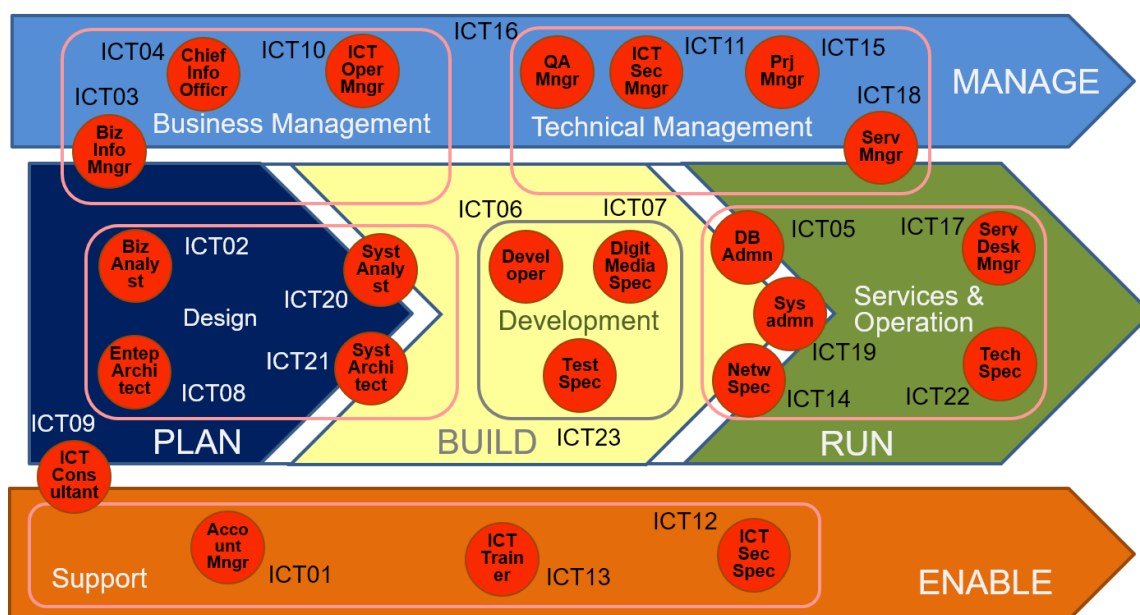 ICT04
Chief
Info
Officr
ICT10
ICT
Oper
Mngr
ICT16
QA
Mngr
ICT
Sec
Mngr
ICT11
Prj
Mngr
ICT15
MANAGE
ICT03
Biz
Info
Mngr
Business Management
Technical Management
ICT18
Serv
Mngr
ICT02
Biz
Analy
st
Syst
Analy
st
ICT20
Design
Entep
Archi
tect
ICT08
ICT21
Syst
Archi
tect
PLAN
ICT06
ICT07
Devel
oper
Digit
Media
Spec
Development
Test
Spec
ICT23
BUILD
DB
Admn
ICT05
ICT17
Serv
Desk
Mngr
Sys
admn
Services &
Operation
ICT19
Netw
Spec
ICT14
ICT22
Tech
Spec
RUN
ICT09
ICT
Cons
ultant
Support
Acco
unt
Mngr
ICT01
ICT
Train
er
ICT13
ICT12
ICT
Sec
Spec
ENABLE